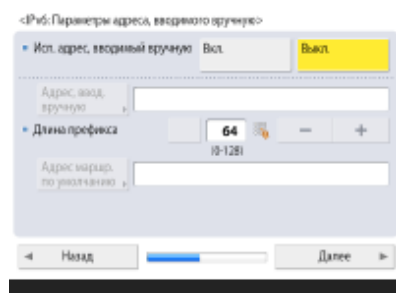 <IPv6: Параметры адреса, вводимого вручную>
Исп. адрес, вводимый вручную Вкл. Выкл.
Адрес, ввод.
вручную
Длина префикса 64 − +
(0-128)
Адрес маршр.
по умолчанию
Назад Далее